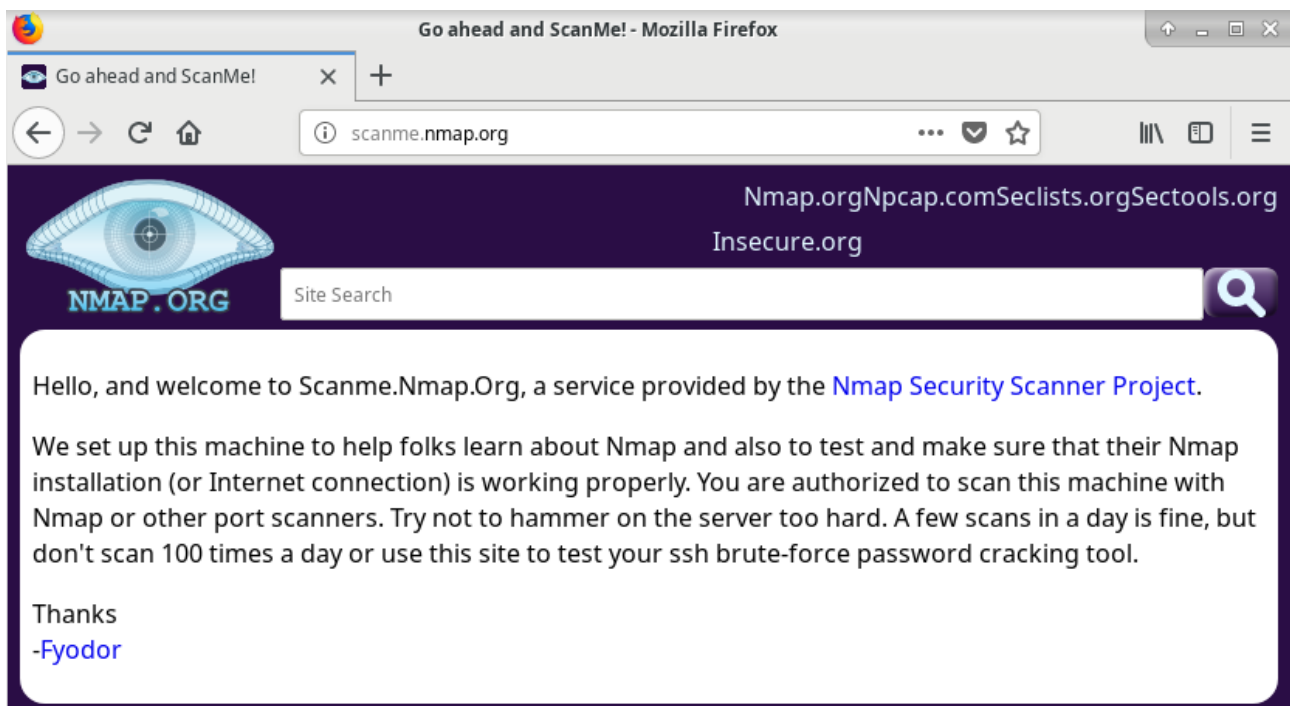 Go ahead and ScanMe! - Mozilla Firefox
Go ahead and ScanMe!
scanme.nmap.org
Nmap.orgNpcap.comSeclists.orgSectools.org
Insecure.org
NMAP.ORG
Site Search
Hello, and welcome to Scanme.Nmap.Org, a service provided by the Nmap Security Scanner Project.
We set up this machine to help folks learn about Nmap and also to test and make sure that their Nmap
installation (or Internet connection) is working properly. You are authorized to scan this machine with
Nmap or other port scanners. Try not to hammer on the server too hard. A few scans in a day is fine, but
don't scan 100 times a day or use this site to test your ssh brute-force password cracking tool.
Thanks
-Fyodor